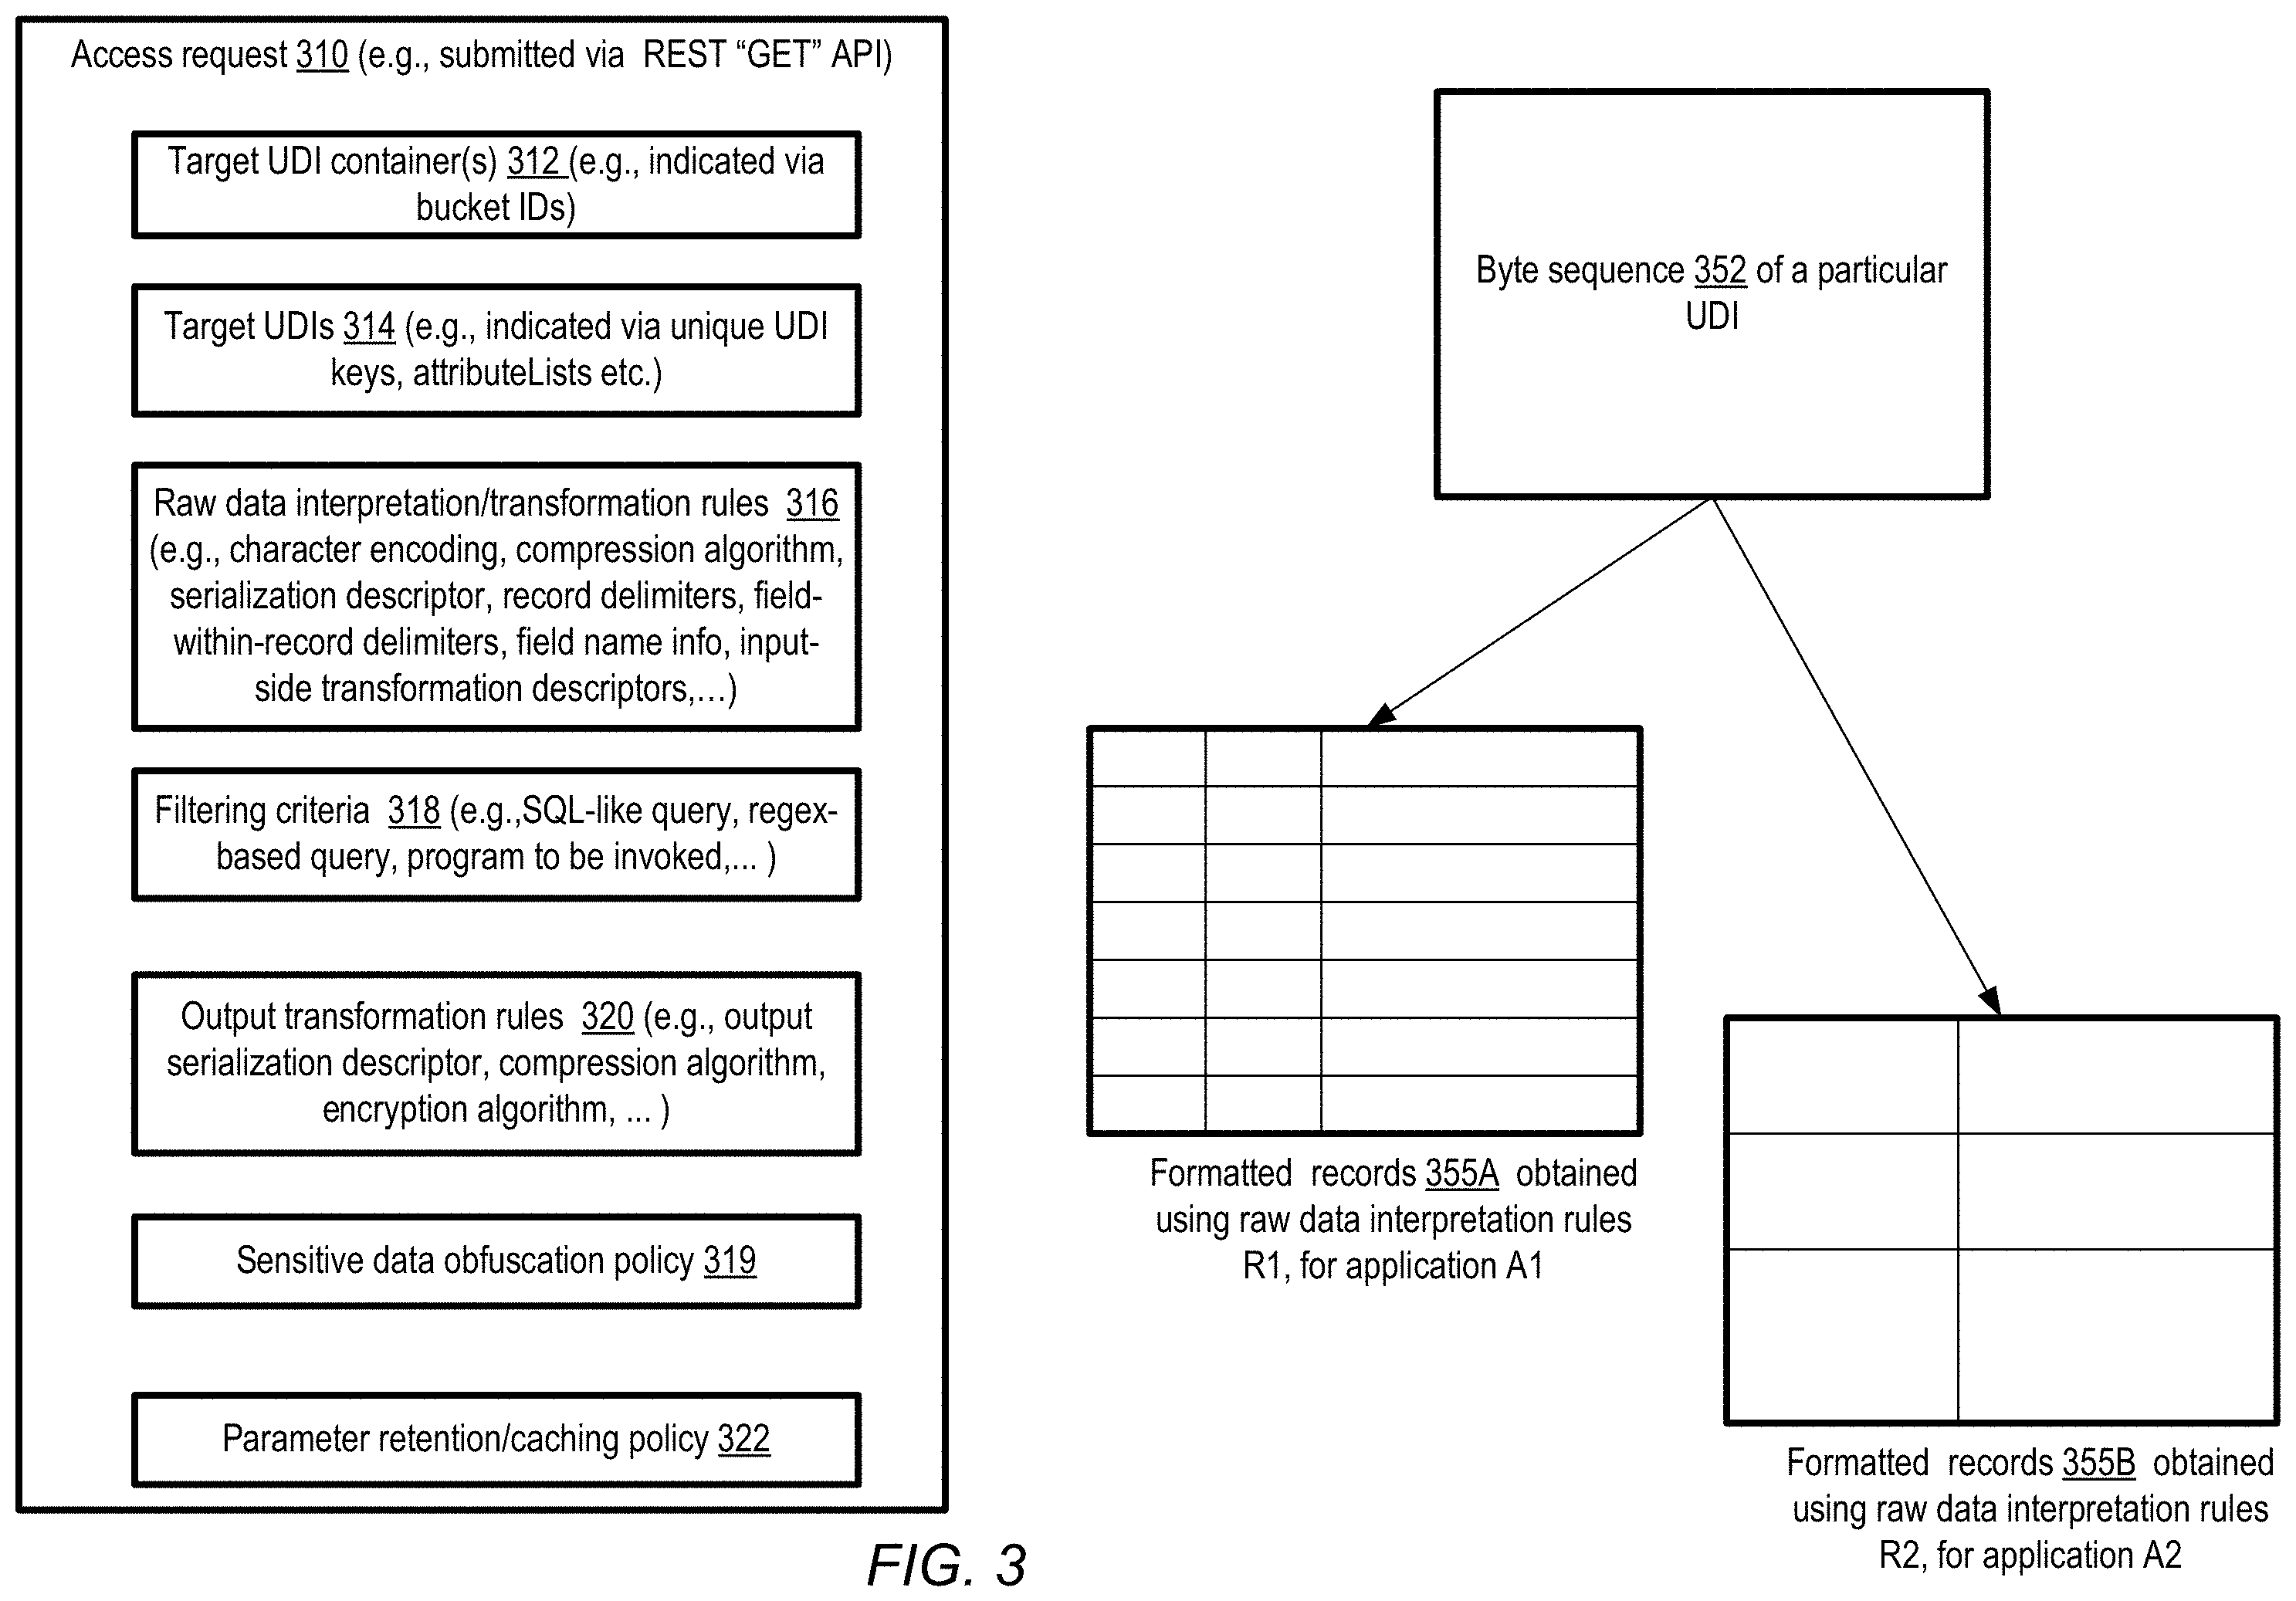 Access request 310 (e.g., submitted via REST “GET” API)
Target UDI container(s) 312 (e.g., indicated via
bucket IDs)
Target UDIs 314 (e.g., indicated via unique UDI
keys, attributeLists etc.)
Raw data interpretation/transformation rules 316
(e.g., character encoding, compression algorithm,
serialization descriptor, record delimiters, field-
within-record delimiters, field name info, input-
side transformation descriptors,…)
Filtering criteria 318 (e.g.,SQL-like query, regex-
based query, program to be invoked,... )
Output transformation rules 320 (e.g., output
serialization descriptor, compression algorithm,
encryption algorithm, ... )
Sensitive data obfuscation policy 319
Parameter retention/caching policy 322
Byte sequence 352 of a particular
UDI
Formatted records 355A obtained
using raw data interpretation rules
R1, for application A1
Formatted records 355B obtained
using raw data interpretation rules
R2, for application A2
FIG. 3